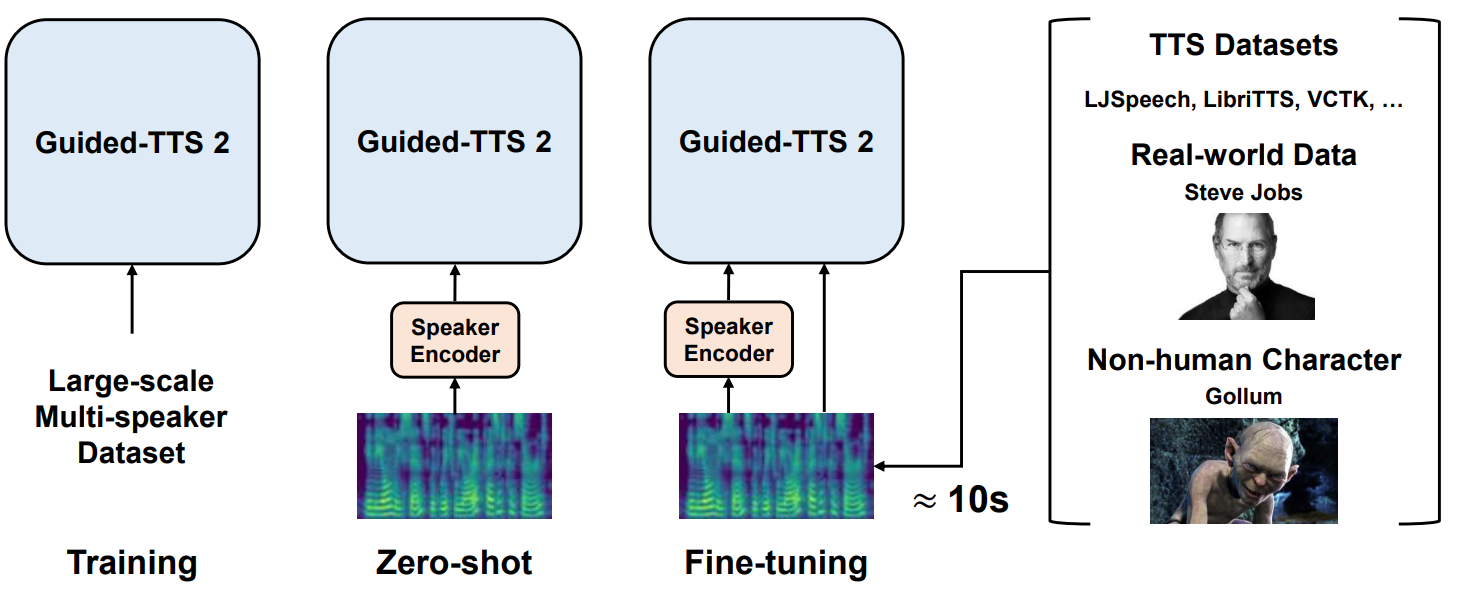 Guided-TTS 2
Large-scale
Multi-speaker
Dataset
Training
Guided-TTS 2
Speaker
Encoder
Zero-shot
Guided-TTS 2
Speaker
Encoder
≈ 10s
Fine-tuning
TTS Datasets
LJSpeech, LibriTTS, VCTK, …
Real-world Data
Steve Jobs
Non-human Character
Gollum